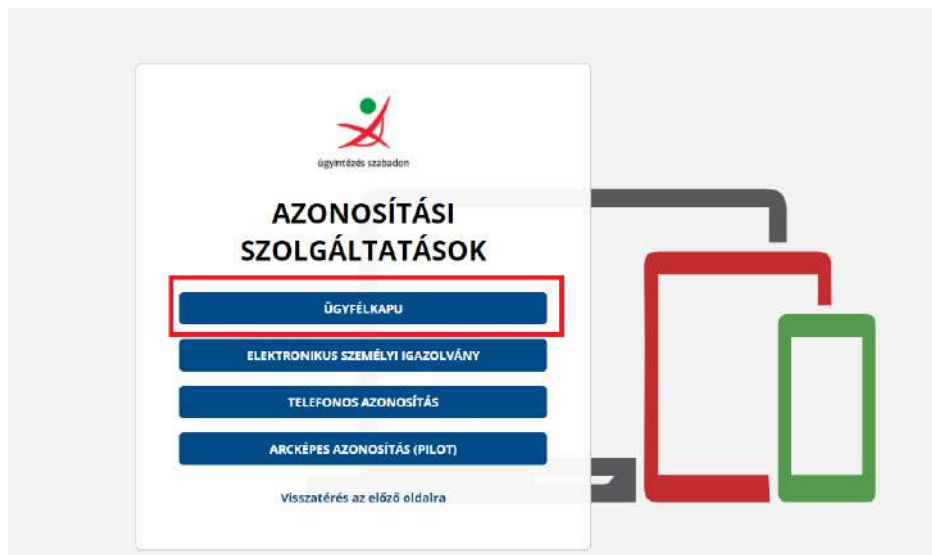 ügyintézés szabadon
AZONOSÍTÁSI
SZOLGÁLTATÁSOK
ÜGYFÉLKAPU
ELEKTRONIKUS SZEMÉLYI IGAZOLVÁNY
TELEFONOS AZONOSÍTÁS
ARCKÉPES AZONOSÍTÁS (PILOT)
Visszatérés az előző oldalra